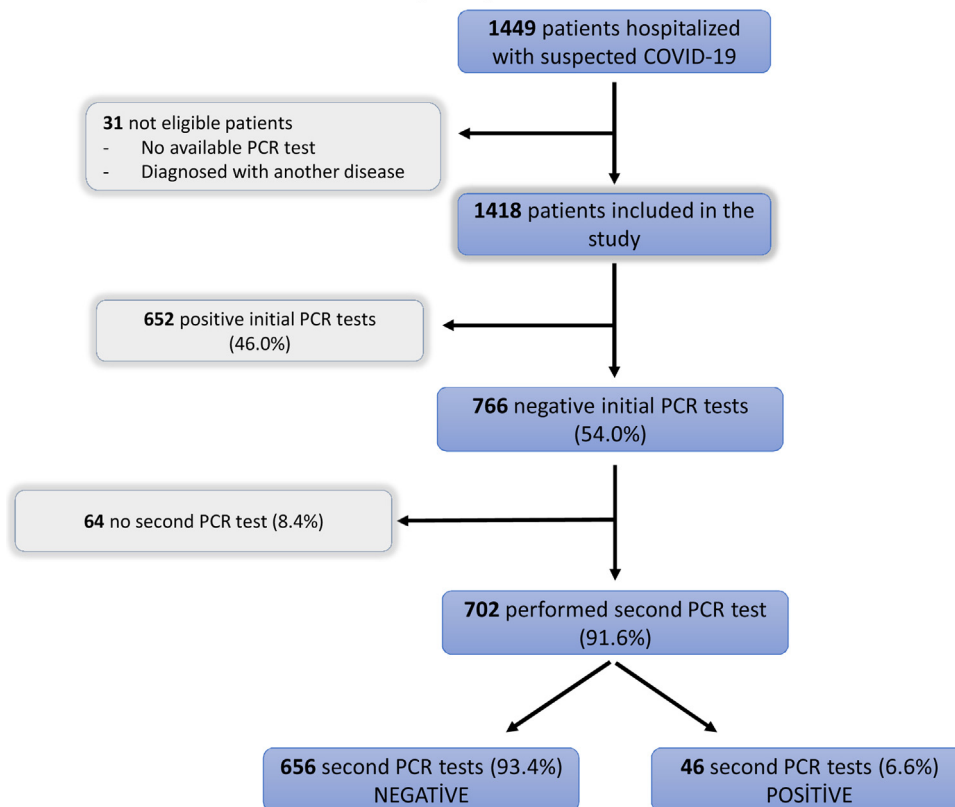 1449 patients hospitalized
with suspected COVID-19
31 not eligible patients
- No available PCR test
- Diagnosed with another disease
1418 patients included in the
study
652 positive initial PCR tests
(46.0%)
766 negative initial PCR tests
(54.0%)
64 no second PCR test (8.4%)
702 performed second PCR test
(91.6%)
656 second PCR tests (93.4%)
NEGATİVE
46 second PCR tests (6.6%)
POSİTİVE